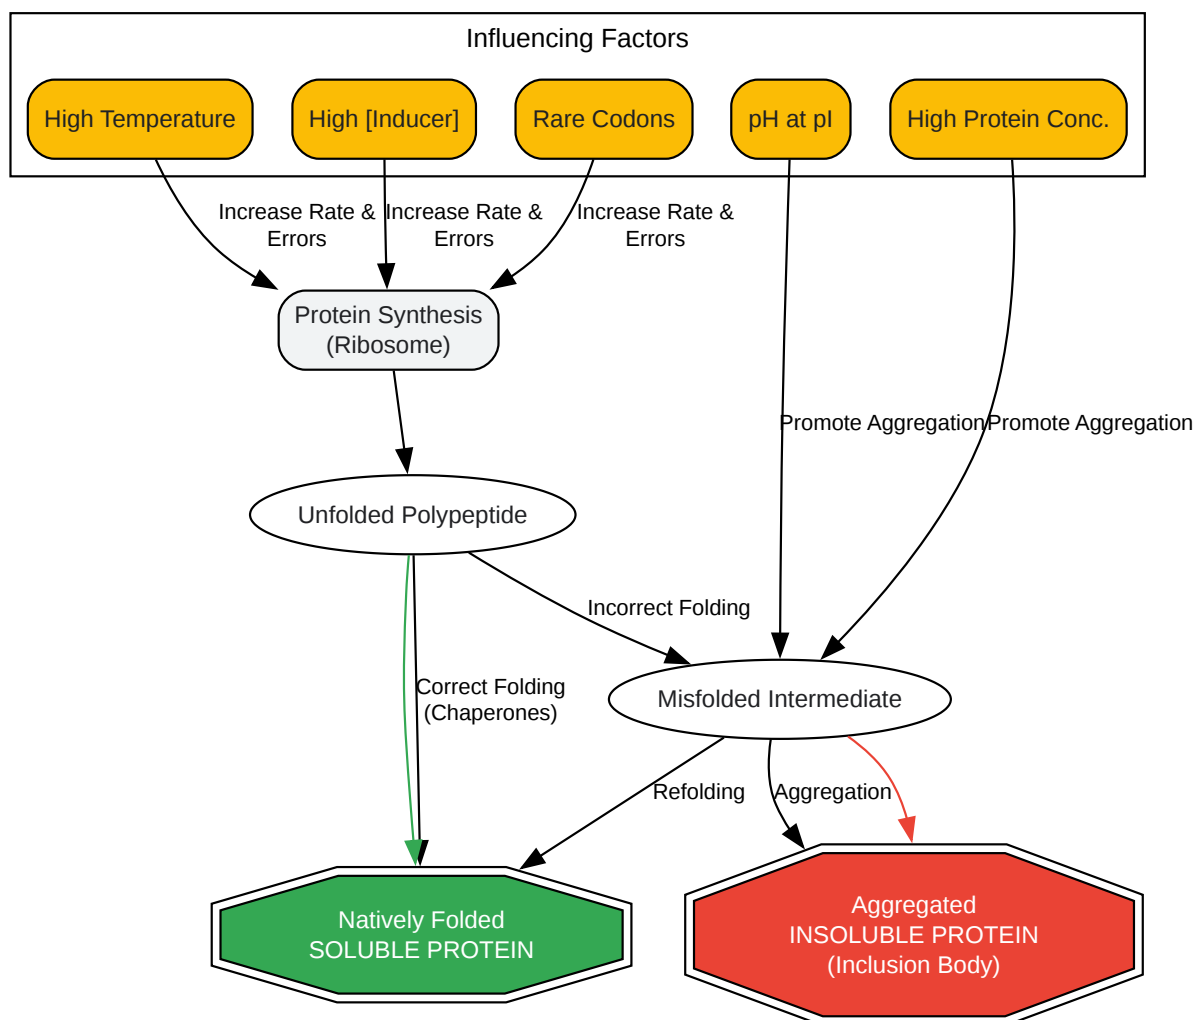 Influencing Factors
High Temperature
High [Inducer]
Rare Codons
pH at pI
High Protein Conc.
Increase Rate &
Errors
Increase Rate &
Errors
Increase Rate &
Errors
Protein Synthesis
(Ribosome)
Promote Aggregation
Promote Aggregation
Unfolded Polypeptide
Incorrect Folding
Correct Folding
(Chaperones)
Misfolded Intermediate
Refolding
Aggregation
Natively Folded
SOLUBLE PROTEIN
Aggregated
INSOLUBLE PROTEIN
(Inclusion Body)